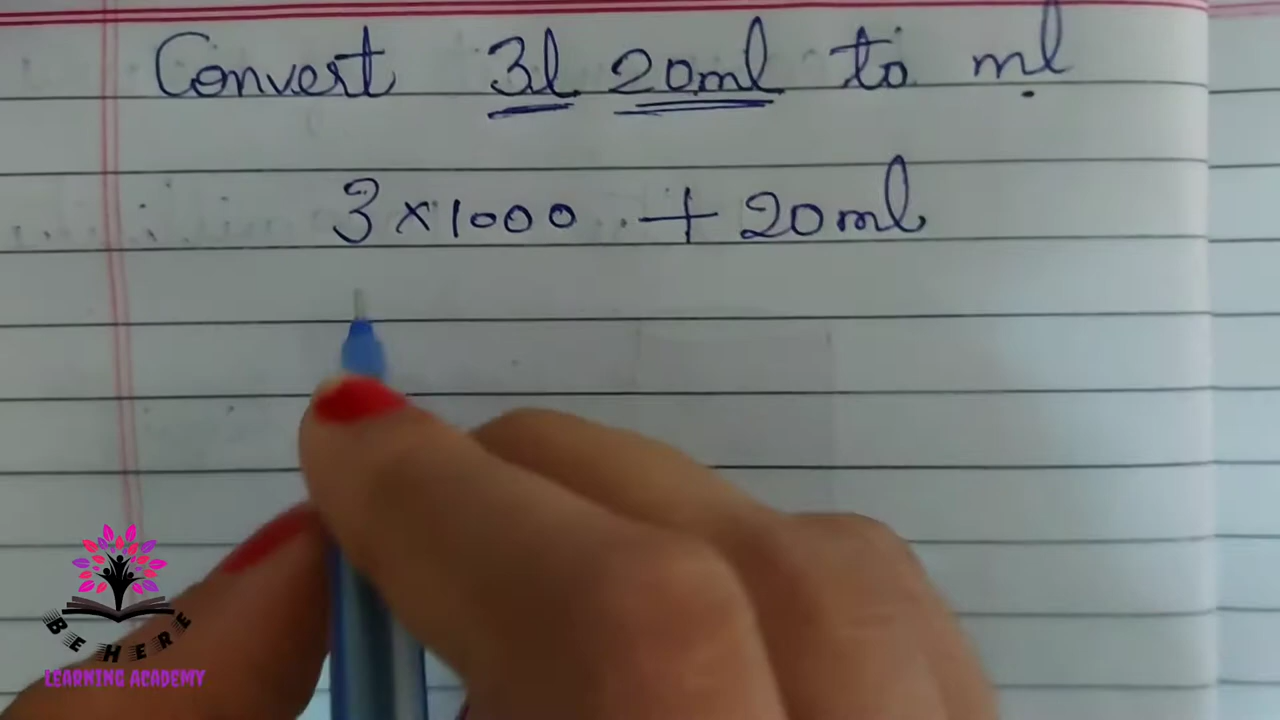 Convert 3l 20ml to ml
3×1000 + 20ml
BE HERE
LEARNING ACADEMY